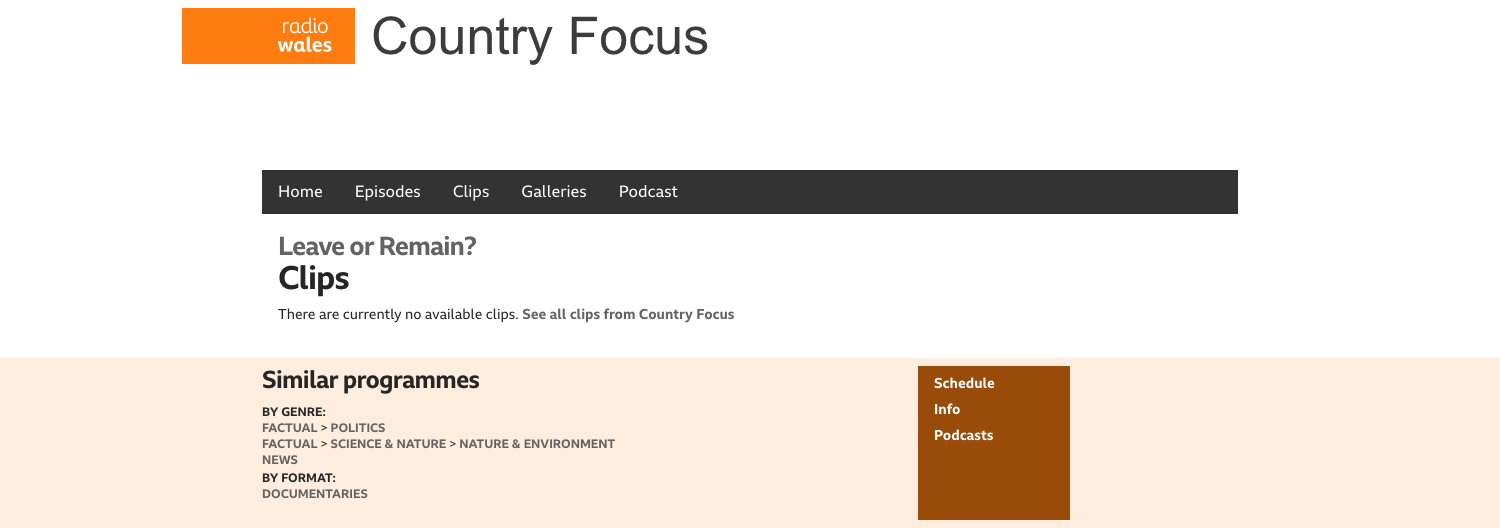 radio
wales
Country Focus
Home Episodes Clips Galleries Podcast
Leave or Remain?
Clips
There are currently no available clips. See all clips from Country Focus
Similar programmes
BY GENRE:
FACTUAL > POLITICS
FACTUAL > SCIENCE & NATURE > NATURE & ENVIRONMENT
NEWS
BY FORMAT:
DOCUMENTARIES
Schedule
Info
Podcasts